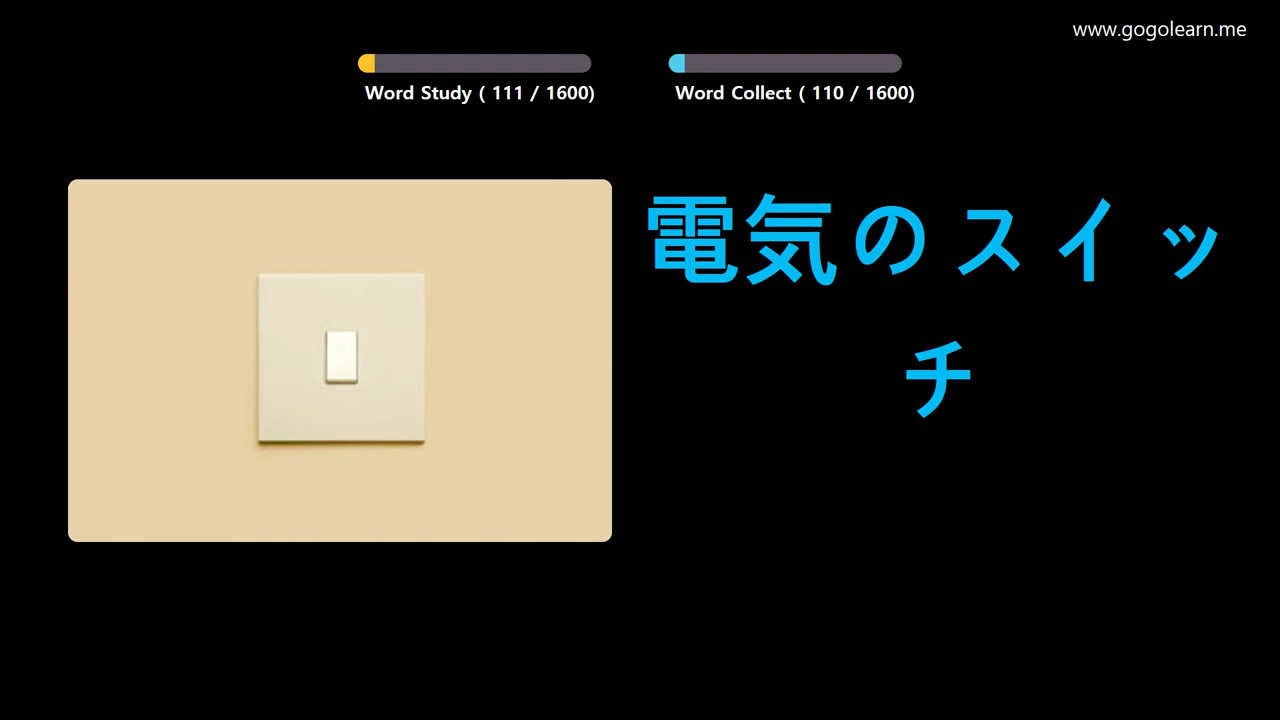 www.gogolearn.me
Word Study ( 111 / 1600)
Word Collect ( 110 / 1600)
電気のスイッ
チ